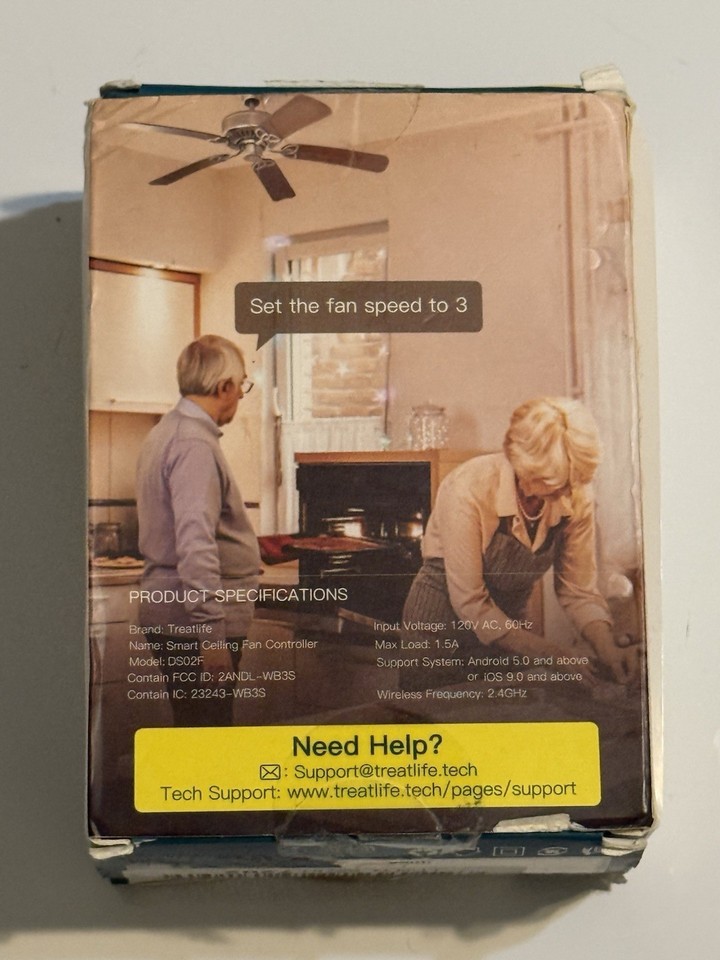 Set the fan speed to 3
PRODUCT SPECIFICATIONS
Brand: Treatlife
Name: Smart Ceiling Fan Controller
Model: DS02F
Contain FCC ID: 2ANDL-WB3S
Contain IC: 23243-WB3S
Input Voltage: 120V AC, 60Hz
Max Load: 1.5A
Support System: Android 5.0 and above
or iOS 9.0 and above
Wireless Frequency: 2.4GHz
Need Help?
: Support@treatlife.tech
Tech Support: www.treatlife.tech/pages/support